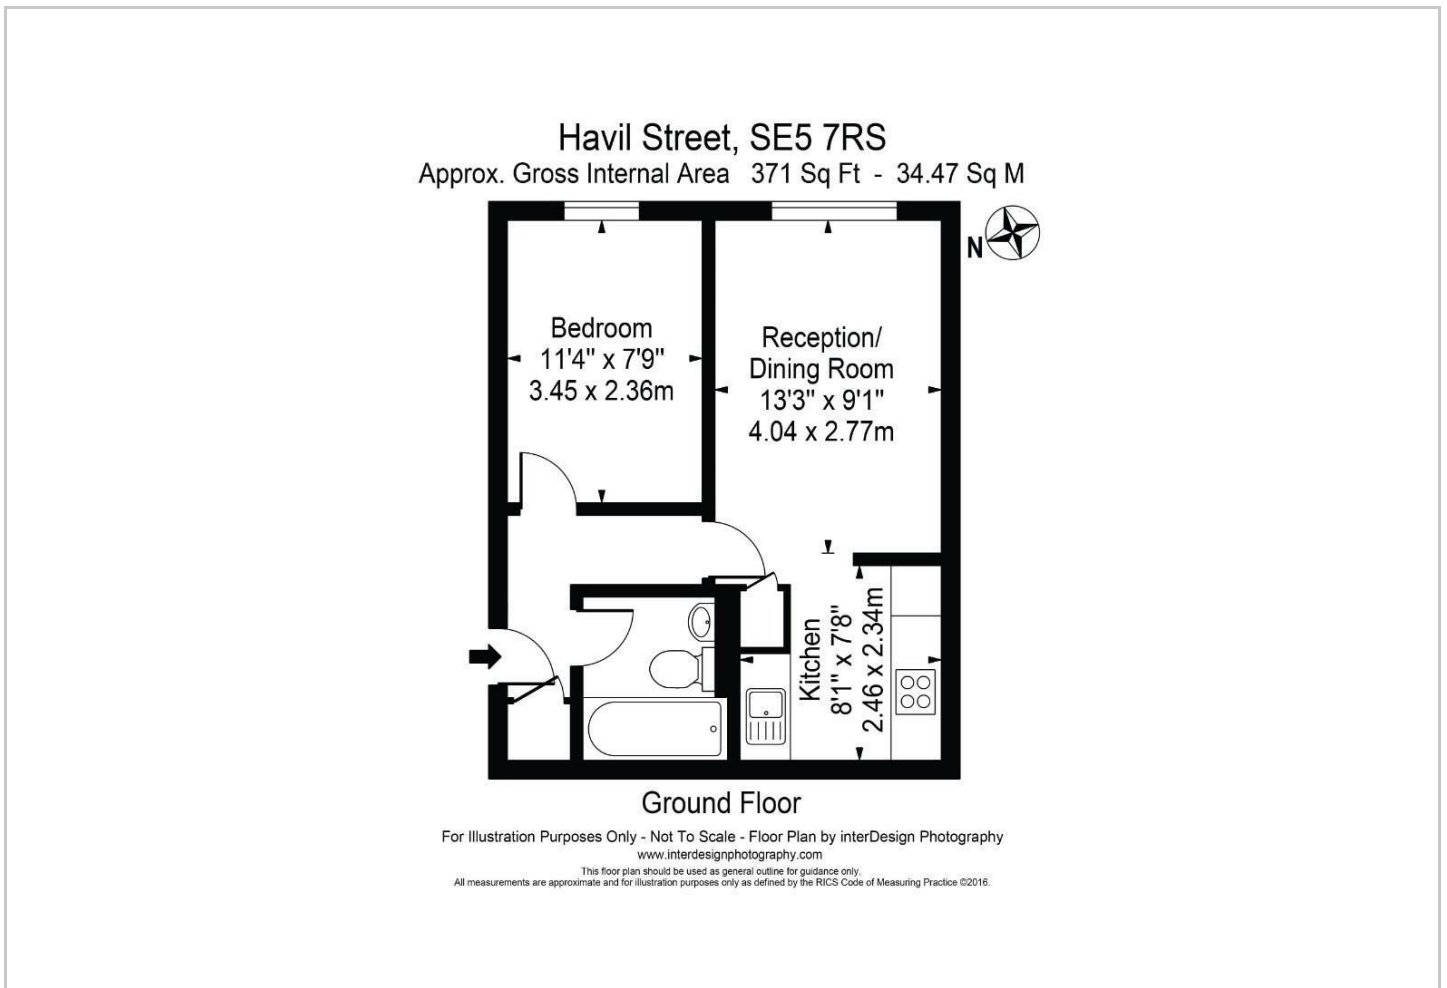 Havil Street, SE5 7RS
Approx. Gross Internal Area 371 Sq Ft - 34.47 Sq M
N
Bedroom
11'4" x 7'9"
3.45 x 2.36m
Reception/
Dining Room
13'3" x 9'1"
4.04 x 2.77m
Kitchen
8'1" x 7'8"
2.46 x 2.34m
Ground Floor
For Illustration Purposes Only - Not To Scale - Floor Plan by interDesign Photography
www.interdesignphotography.com
This floor plan should be used as general outline for guidance only.
All measurements are approximate and for illustration purposes only as defined by the RICS Code of Measuring Practice ©2016.